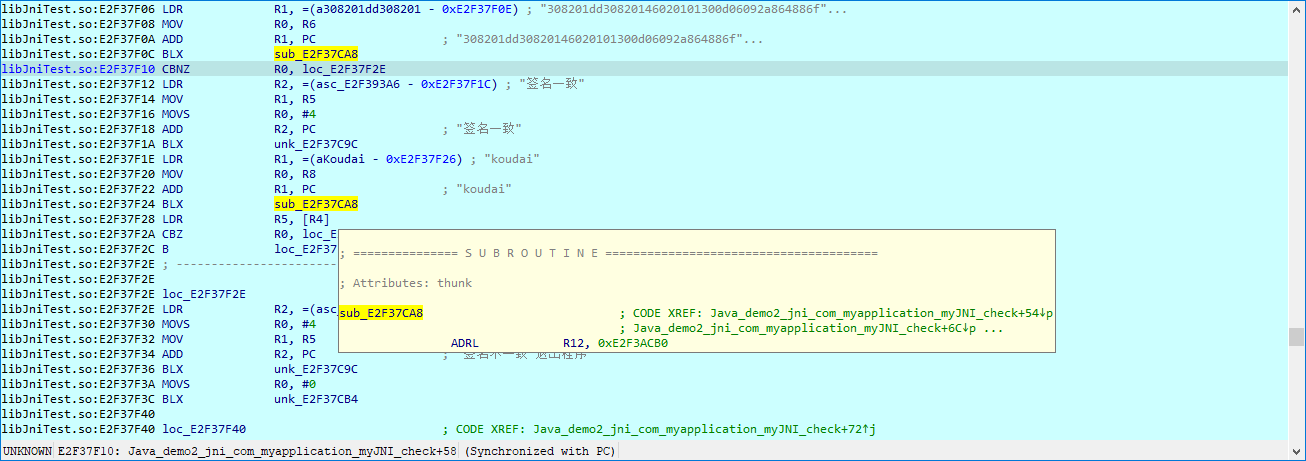 libJniTest.so:E2F37F06 LDR R1, =(a308201dd308201 - 0xE2F37F0E) ; "308201dd30820146020101300d06092a864886f"...
libJniTest.so:E2F37F08 MOV R0, R6
libJniTest.so:E2F37F0A ADD R1, PC ; "308201dd30820146020101300d06092a864886f"...
libJniTest.so:E2F37F0C BLX sub_E2F37CA8
libJniTest.so:E2F37F10 CBNZ R0, loc_E2F37F2E
libJniTest.so:E2F37F12 LDR R2, =(asc_E2F393A6 - 0xE2F37F1C) ; "签名一致"
libJniTest.so:E2F37F14 MOV R1, R5
libJniTest.so:E2F37F16 MOVS R0, #4
libJniTest.so:E2F37F18 ADD R2, PC ; "签名一致"
libJniTest.so:E2F37F1A BLX unk_E2F37C9C
libJniTest.so:E2F37F1E LDR R1, =(aKoudai - 0xE2F37F26) ; "koudai"
libJniTest.so:E2F37F20 MOV R0, R8
libJniTest.so:E2F37F22 ADD R1, PC ; "koudai"
libJniTest.so:E2F37F24 BLX sub_E2F37CA8
libJniTest.so:E2F37F28 LDR R5, [R4]
libJniTest.so:E2F37F2A CBZ R0, loc_E
libJniTest.so:E2F37F2C B loc_E2F37
; =============== S U B R O U T I N E =======================================
libJniTest.so:E2F37F2E ; -----------------------
libJniTest.so:E2F37F2E
; Attributes: thunk
libJniTest.so:E2F37F2E loc_E2F37F2E
libJniTest.so:E2F37F2E LDR R2, =(asc
sub_E2F37CA8 ; CODE XREF: Java_demo2_jni_com_myapplication_myJNI_check+54↓p
libJniTest.so:E2F37F30 MOVS R0, #4
; Java_demo2_jni_com_myapplication_myJNI_check+6C↓p ...
libJniTest.so:E2F37F32 MOV R1, R5
ADRL R12, 0xE2F3ACB0
libJniTest.so:E2F37F34 ADD R2, PC ; "签名不一致 退出程序"
libJniTest.so:E2F37F36 BLX unk_E2F37C9C
libJniTest.so:E2F37F3A MOVS R0, #0
libJniTest.so:E2F37F3C BLX unk_E2F37CB4
libJniTest.so:E2F37F40
libJniTest.so:E2F37F40 loc_E2F37F40 ; CODE XREF: Java_demo2_jni_com_myapplication_myJNI_check+72↑j
UNKNOWN E2F37F10: Java_demo2_jni_com_myapplication_myJNI_check+58 (Synchronized with PC)